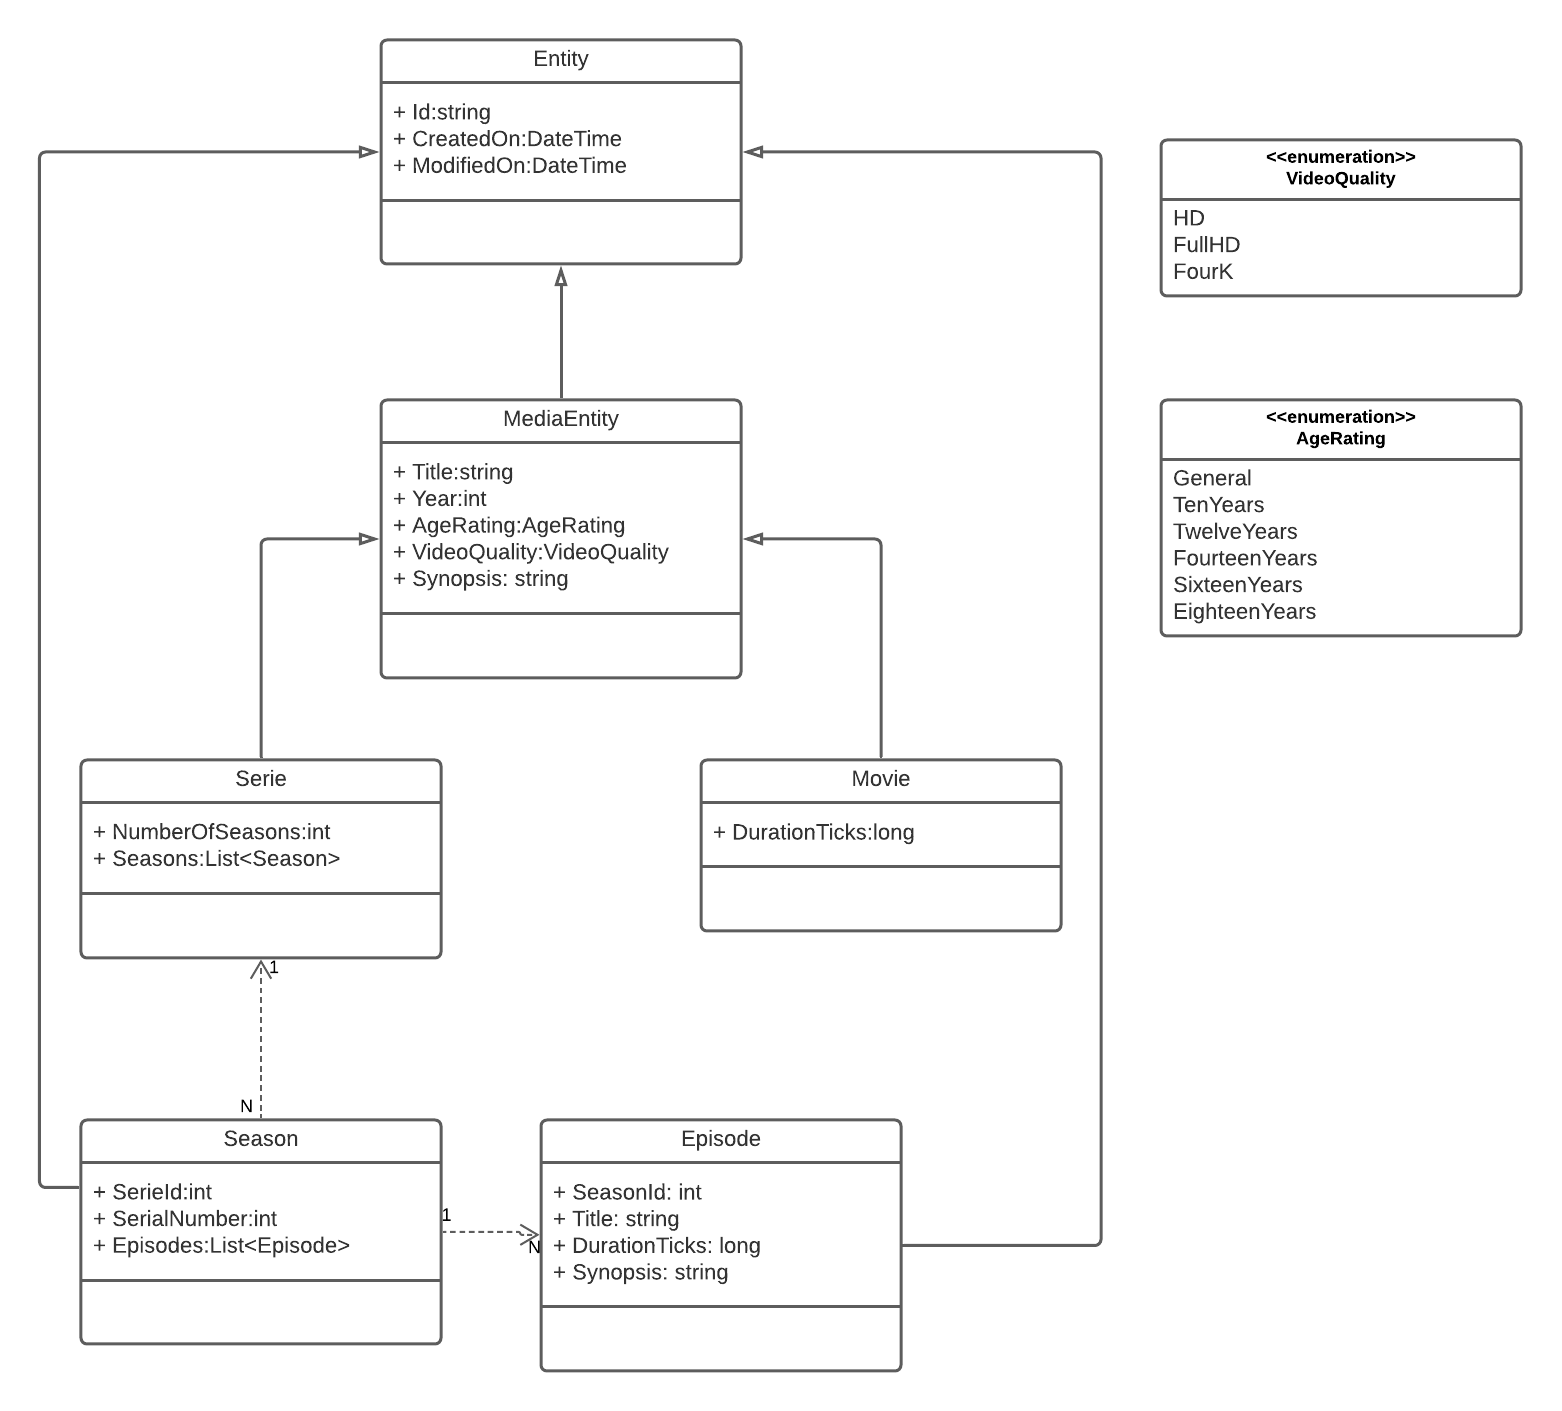 Entity
+ Id:string
+ CreatedOn:DateTime
+ ModifiedOn:DateTime
<<enumeration>>
VideoQuality
HD
FullHD
FourK
MediaEntity
+ Title:string
+ Year:int
+ AgeRating:AgeRating
+ VideoQuality:VideoQuality
+ Synopsis: string
<<enumeration>>
AgeRating
General
TenYears
TwelveYears
FourteenYears
SixteenYears
EighteenYears
Serie
+ NumberOfSeasons:int
+ Seasons:List<Season>
Movie
+ DurationTicks:long
1
N
Season
+ SerieId:int
+ SerialNumber:int
+ Episodes:List<Episode>
1
N
Episode
+ SeasonId: int
+ Title: string
+ DurationTicks: long
+ Synopsis: string